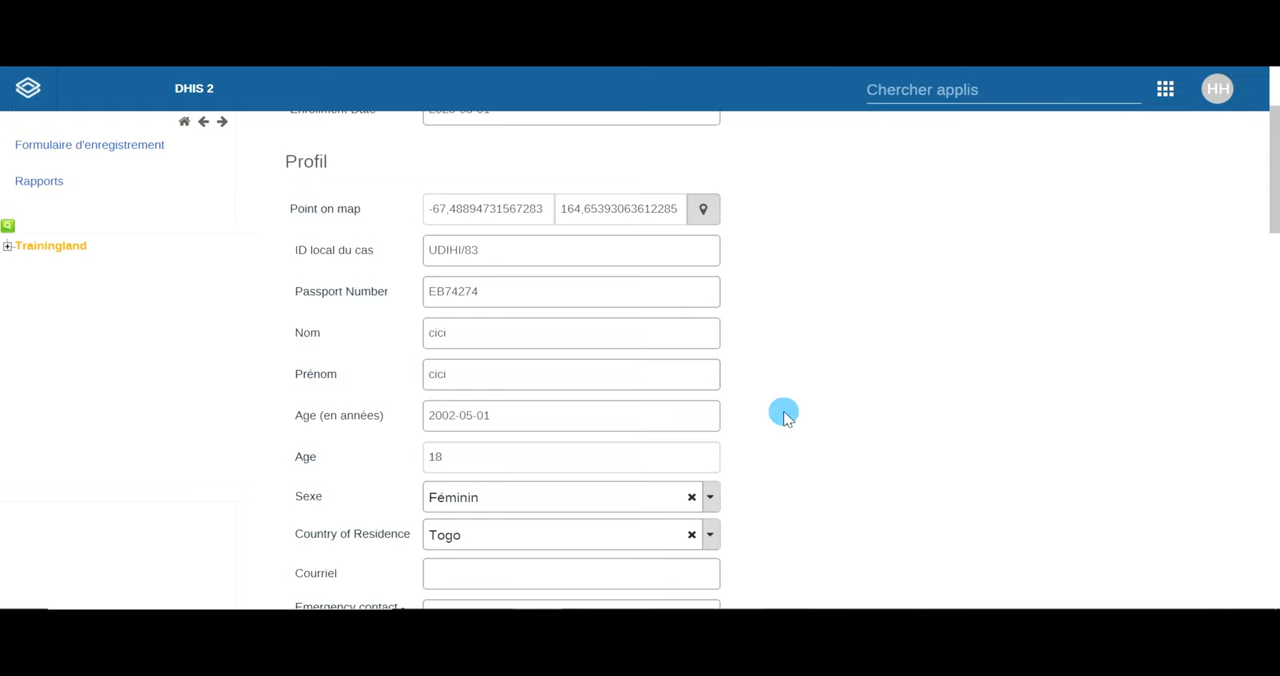 DHIS 2
Chercher applis
HH
Formulaire d'enregistrement
Rapports
Trainingland
Profil
Point on map -67,48894731567283 164,65393063612285
ID local du cas UDIHI/83
Passport Number EB74274
Nom cici
Prénom cici
Age (en années) 2002-05-01
Age 18
Sexe Féminin
Country of Residence Togo
Courriel
Emergency contact -